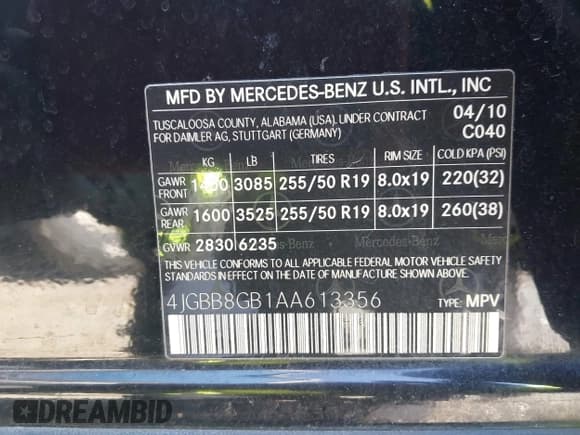 MFD BY MERCEDES-BENZ U.S. INTL., INC
TUSCALOOSA COUNTY, ALABAMA (USA), UNDER CONTRACT 04/10
FOR DAIMLER AG, STUTTGART (GERMANY) C040
KG LB TIRES RIM SIZE COLD KPA (PSI)
GAWR FRONT 1400 3085 255/50 R19 8.0x19 220(32)
GAWR REAR 1600 3525 255/50 R19 8.0x19 260(38)
GVWR 2830 6235
THIS VEHICLE CONFORMS TO ALL APPLICABLE FEDERAL MOTOR VEHICLE
SAFETY STANDARDS IN EFFECT ON THE DATE OF MANUFACTURE SHOWN ABOVE.
4JGBB8GB1AA613356 TYPE: MPV
DREAMBID